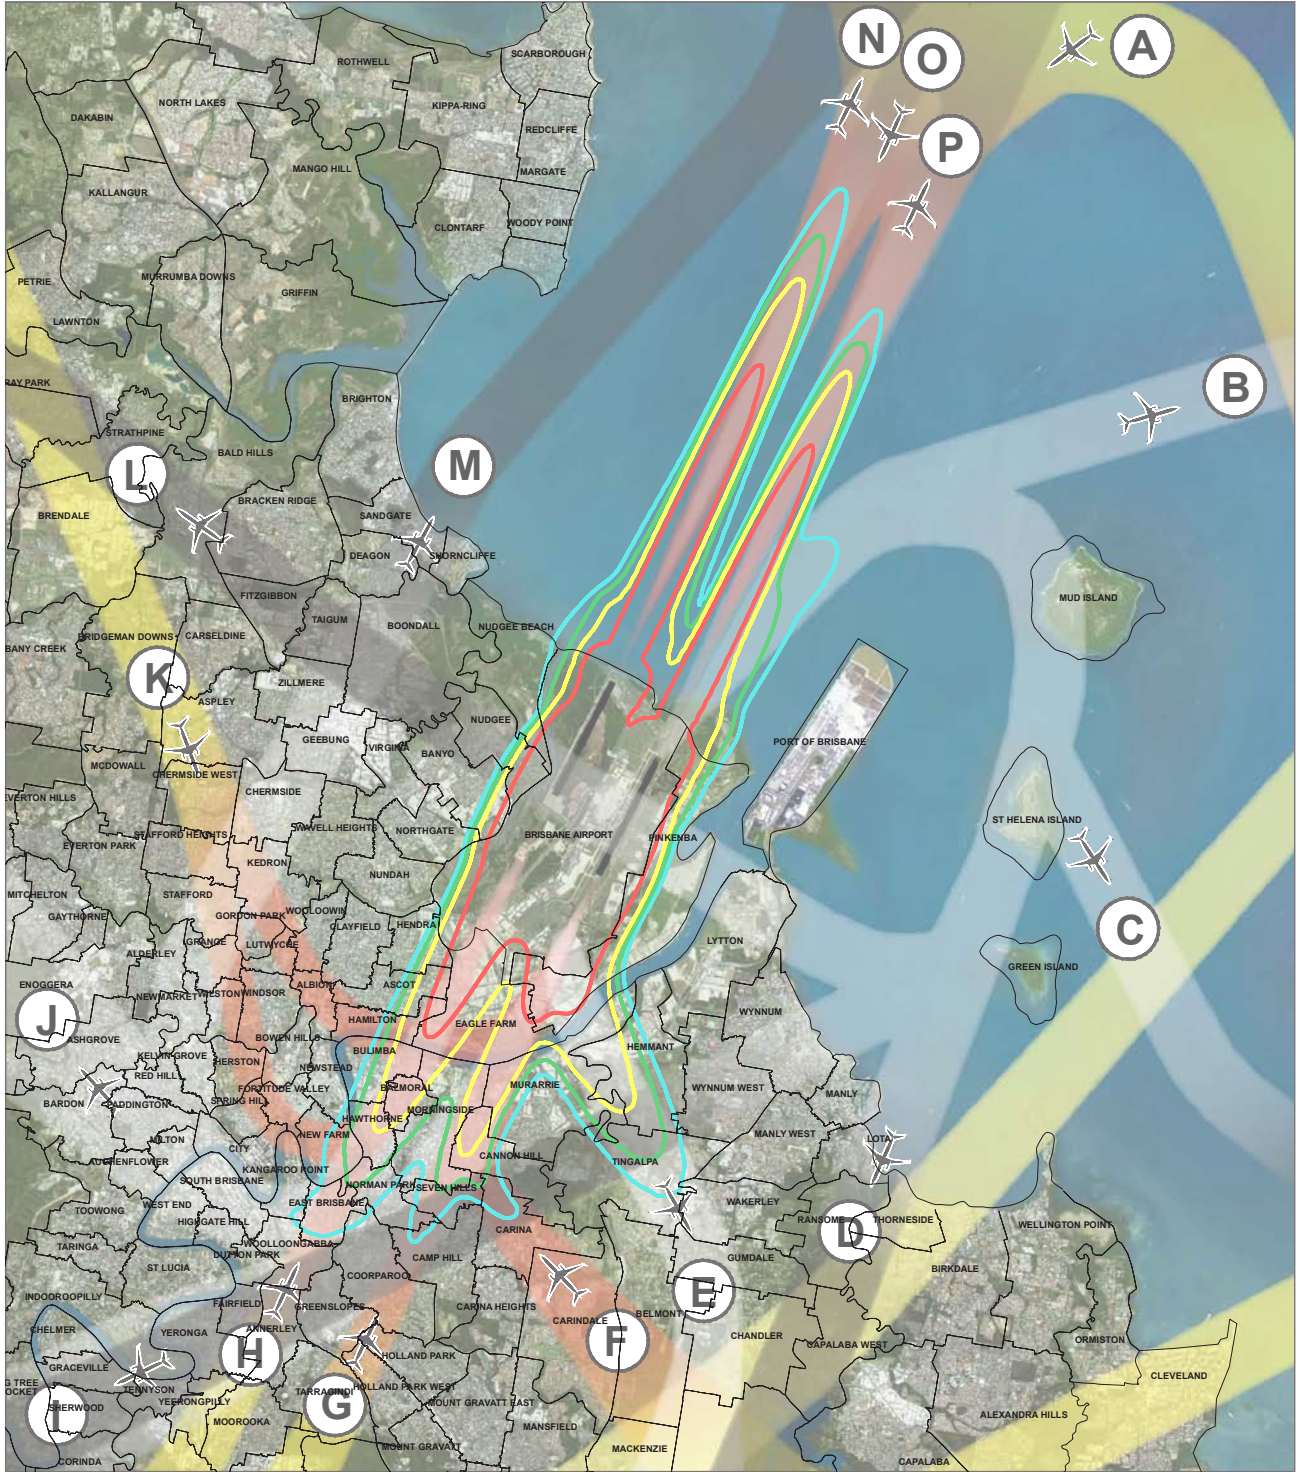 N
O
A
P
SCARBOROUGH
ROTHWELL
NORTH LAKES
KIPPA-RING
DAKABIN
REDCLIFFE
MANGO HILL
MARGATE
KALLANGUR
WOODY POINT
CLONTARF
MURRUMBA DOWNS
PETRIE
GRIFFIN
LAWNTON
RAY PARK
B
BRIGHTON
STRATHPINE
BALD HILLS
L
M
BRACKEN RIDGE
BRENDALE
SANDGATE
DEAGON
SHORNCLIFFE
FITZGIBBON
MUD ISLAND
TAIGUM
BOONDALL
NUDGEE BEACH
BRIDGEMAN DOWNS
CARSELDINE
BANY CREEK
K
ZILLMERE
ASPLEY
NUDGEE
GEEBUNG
VIRGINIA
BANYO
PORT OF BRISBANE
MCDOWALL
CHERMSIDE WEST
CHERMSIDE
EVERTON HILLS
ST HELENA ISLAND
WAVELL HEIGHTS
NORTHGATE
BRISBANE AIRPORT
PINKENBA
STAFFORD HEIGHTS
EVERTON PARK
KEDRON
NUNDAH
MITCHELTON
STAFFORD
GAYTHORNE
GORDON PARK
WOOLOOWIN
CLAYFIELD
HENDRA
C
GRANGE
LUTWYCHE
LYTTON
ALDERLEY
GREEN ISLAND
ENOGGERA
ALBION
ASCOT
NEWMARKET
WILSTON
WINDSOR
J
HAMILTON
EAGLE FARM
WYNNUM
ASHGROVE
BOWEN HILLS
BULIMBA
HEMMANT
KELVIN GROVE
HERSTON
NEWSTEAD
RED HILL
FORTITUDE VALLEY
BALMORAL
MURARRIE
WYNNUM WEST
MANLY
BARDON
PADDINGTON
SPRING HILL
HAWTHORNE
MORNINGSIDE
NEW FARM
MANLY WEST
LOTA
MILTON
CITY
CANNON HILL
TINGALPA
AUCHENFLOWER
KANGAROO POINT
SOUTH BRISBANE
NORMAN PARK
SEVEN HILLS
TOOWONG
WEST END
EAST BRISBANE
WAKERLEY
HIGHGATE HILL
CARINA
RANSOME
D
THORNESIDE
WELLINGTON POINT
TARINGA
DUTTON PARK
WOOLLOONGABBA
CAMP HILL
GUMDALE
ST LUCIA
COORPAROO
BIRKDALE
INDOOROOPILLY
FAIRFIELD
GREENSLOPES
CARINA HEIGHTS
E
CARINDALE
BELMONT
CHELMER
YERONGA
ANNERLEY
F
CHANDLER
CAPALABA WEST
ORMISTON
GRACEVILLE
H
HOLLAND PARK
CLEVELAND
G TREE
OCKET
TENNYSON
TARRAGINDI
HOLLAND PARK WEST
SHERWOOD
I
YEERONGPILLY
G
MOUNT GRAVATT EAST
MOOROOKA
MANSFIELD
ALEXANDRA HILLS
MOUNT GRAVATT
MACKENZIE
CORINDA
CAPALABA